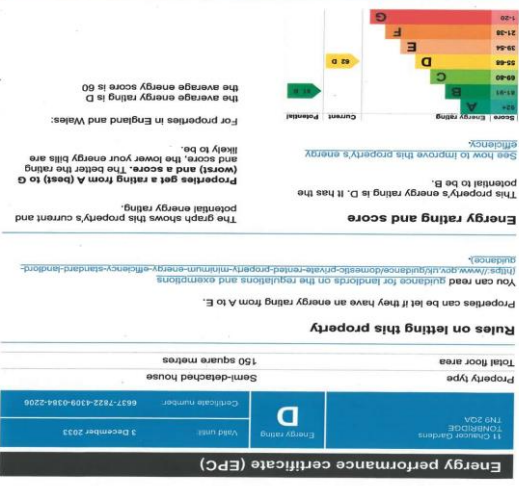 Energy performance certificate (EPC)
11 Chaucer Gardens
TONBRIDGE
TN9 2QA
Energy rating
D
Valid until: 3 December 2033
Certificate number: 6637-7822-4309-0384-2206
Property type
Semi-detached house
Total floor area
150 square metres
Rules on letting this property
Properties can be let if they have an energy rating from A to E.
You can read guidance for landlords on the regulations and exemptions
(https://www.gov.uk/guidance/domestic-private-rented-property-minimum-energy-efficiency-standard-landlord-
guidance).
Energy rating and score
This property's energy rating is D. It has the
potential to be B.
See how to improve this property's energy
efficiency.
Score Energy rating Current Potential
92+ A
81-91 B
69-80 C
55-68 D 62 D
39-54 E
21-38 F
1-20 G
The graph shows this property's current and
potential energy rating.
Properties get a rating from A (best) to G
(worst) and a score. The better the rating
and score, the lower your energy bills are
likely to be.
For properties in England and Wales:
the average energy rating is D
the average energy score is 60